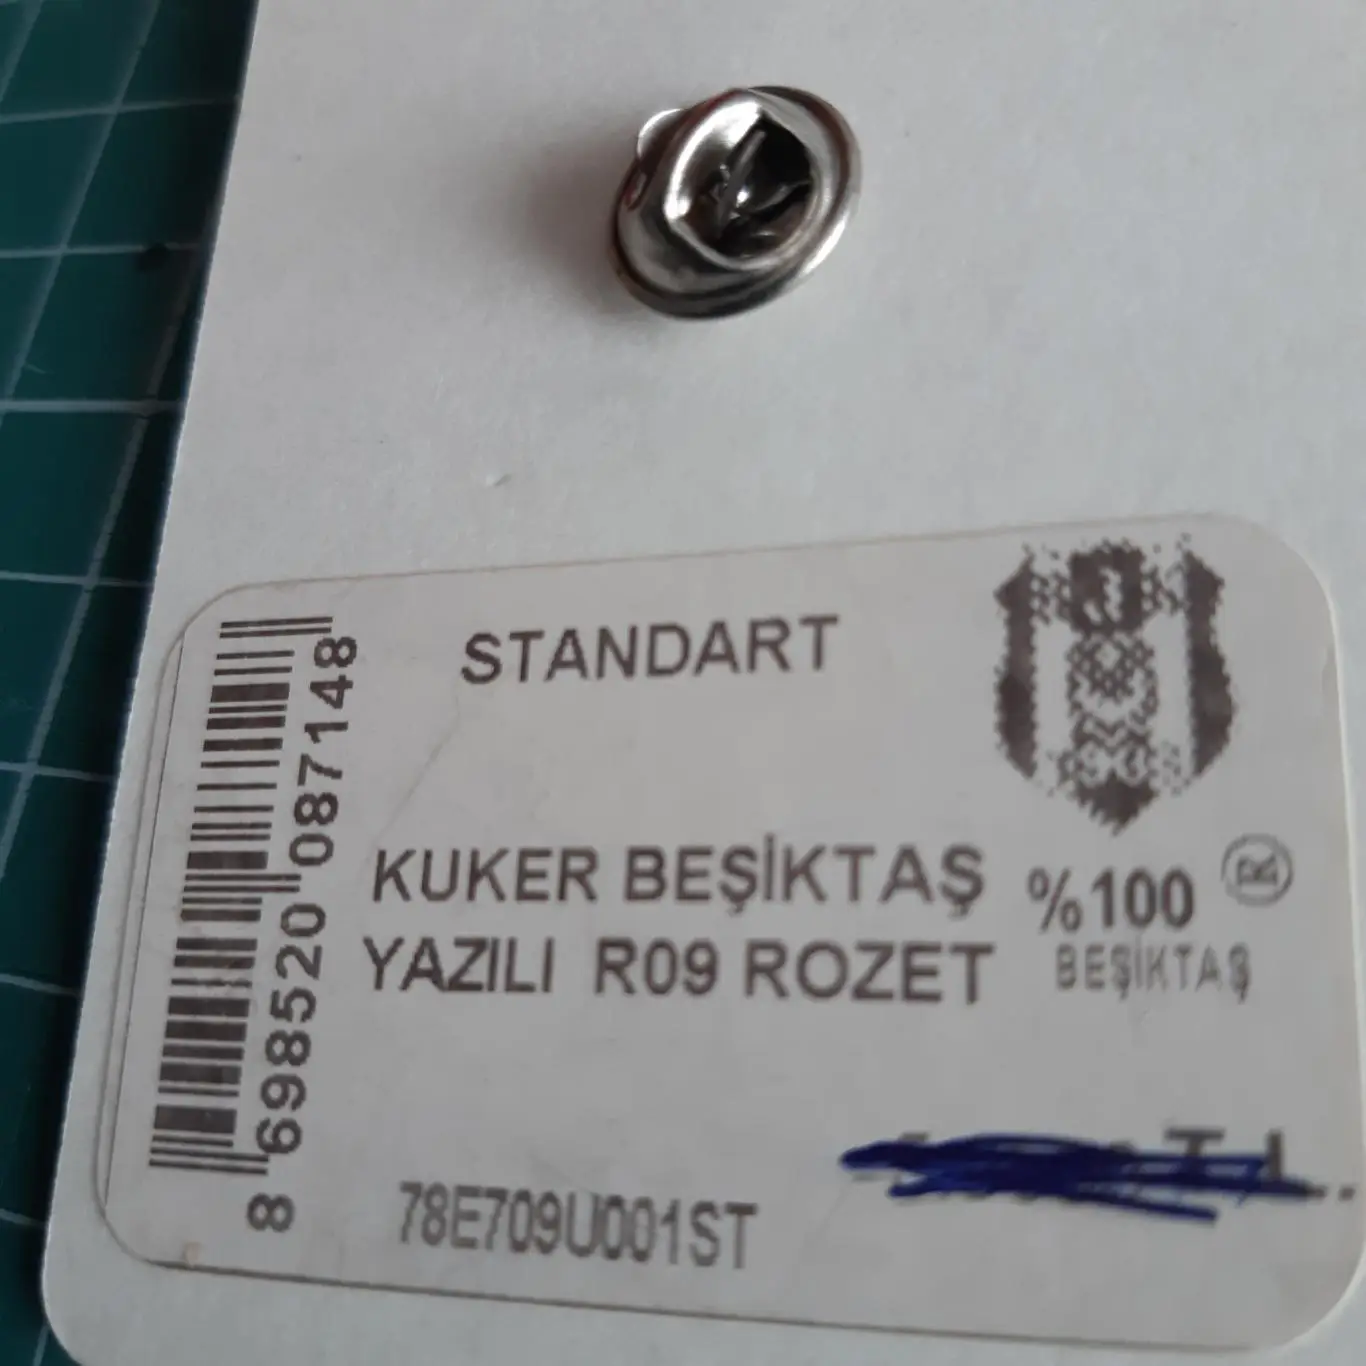 STANDART
KUKER BEŞİKTAŞ
YAZILI R09 ROZET
%100 ®
BEŞİKTAŞ
78E709U001ST
8 698520 087148